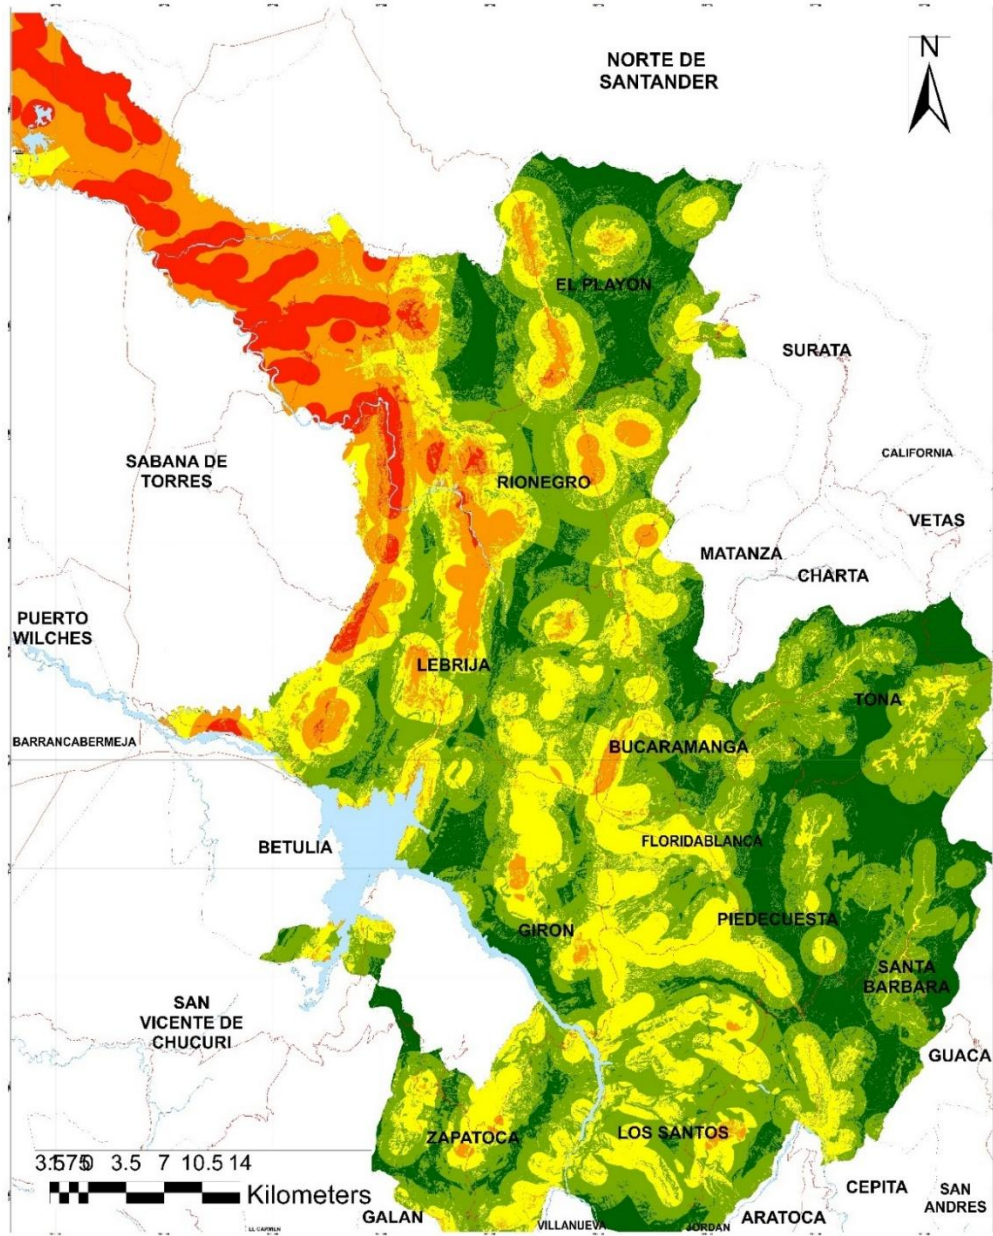 NORTE DE
SANTANDER
N
EL PLAYON
SURATA
CALIFORNIA
SABANA DE
TORRES
RIONEGRO
VETAS
MATANZA
CHARTA
PUERTO
WILCHES
LEBRIJA
TONA
BARRANCABERMEJA
BUCARAMANGA
BETULIA
FLORIDABLANCA
PIEDECUESTA
GIRON
SANTA
BARBARA
SAN
VICENTE DE
CHUCURI
GUACA
ZAPATOCA
LOS SANTOS
3.5 7 10.5 14
Kilometers
CEPITA
SAN
ANDRES
GALAN
ARATOCA
VILLANUEVA
JORDAN
EL CARMEN